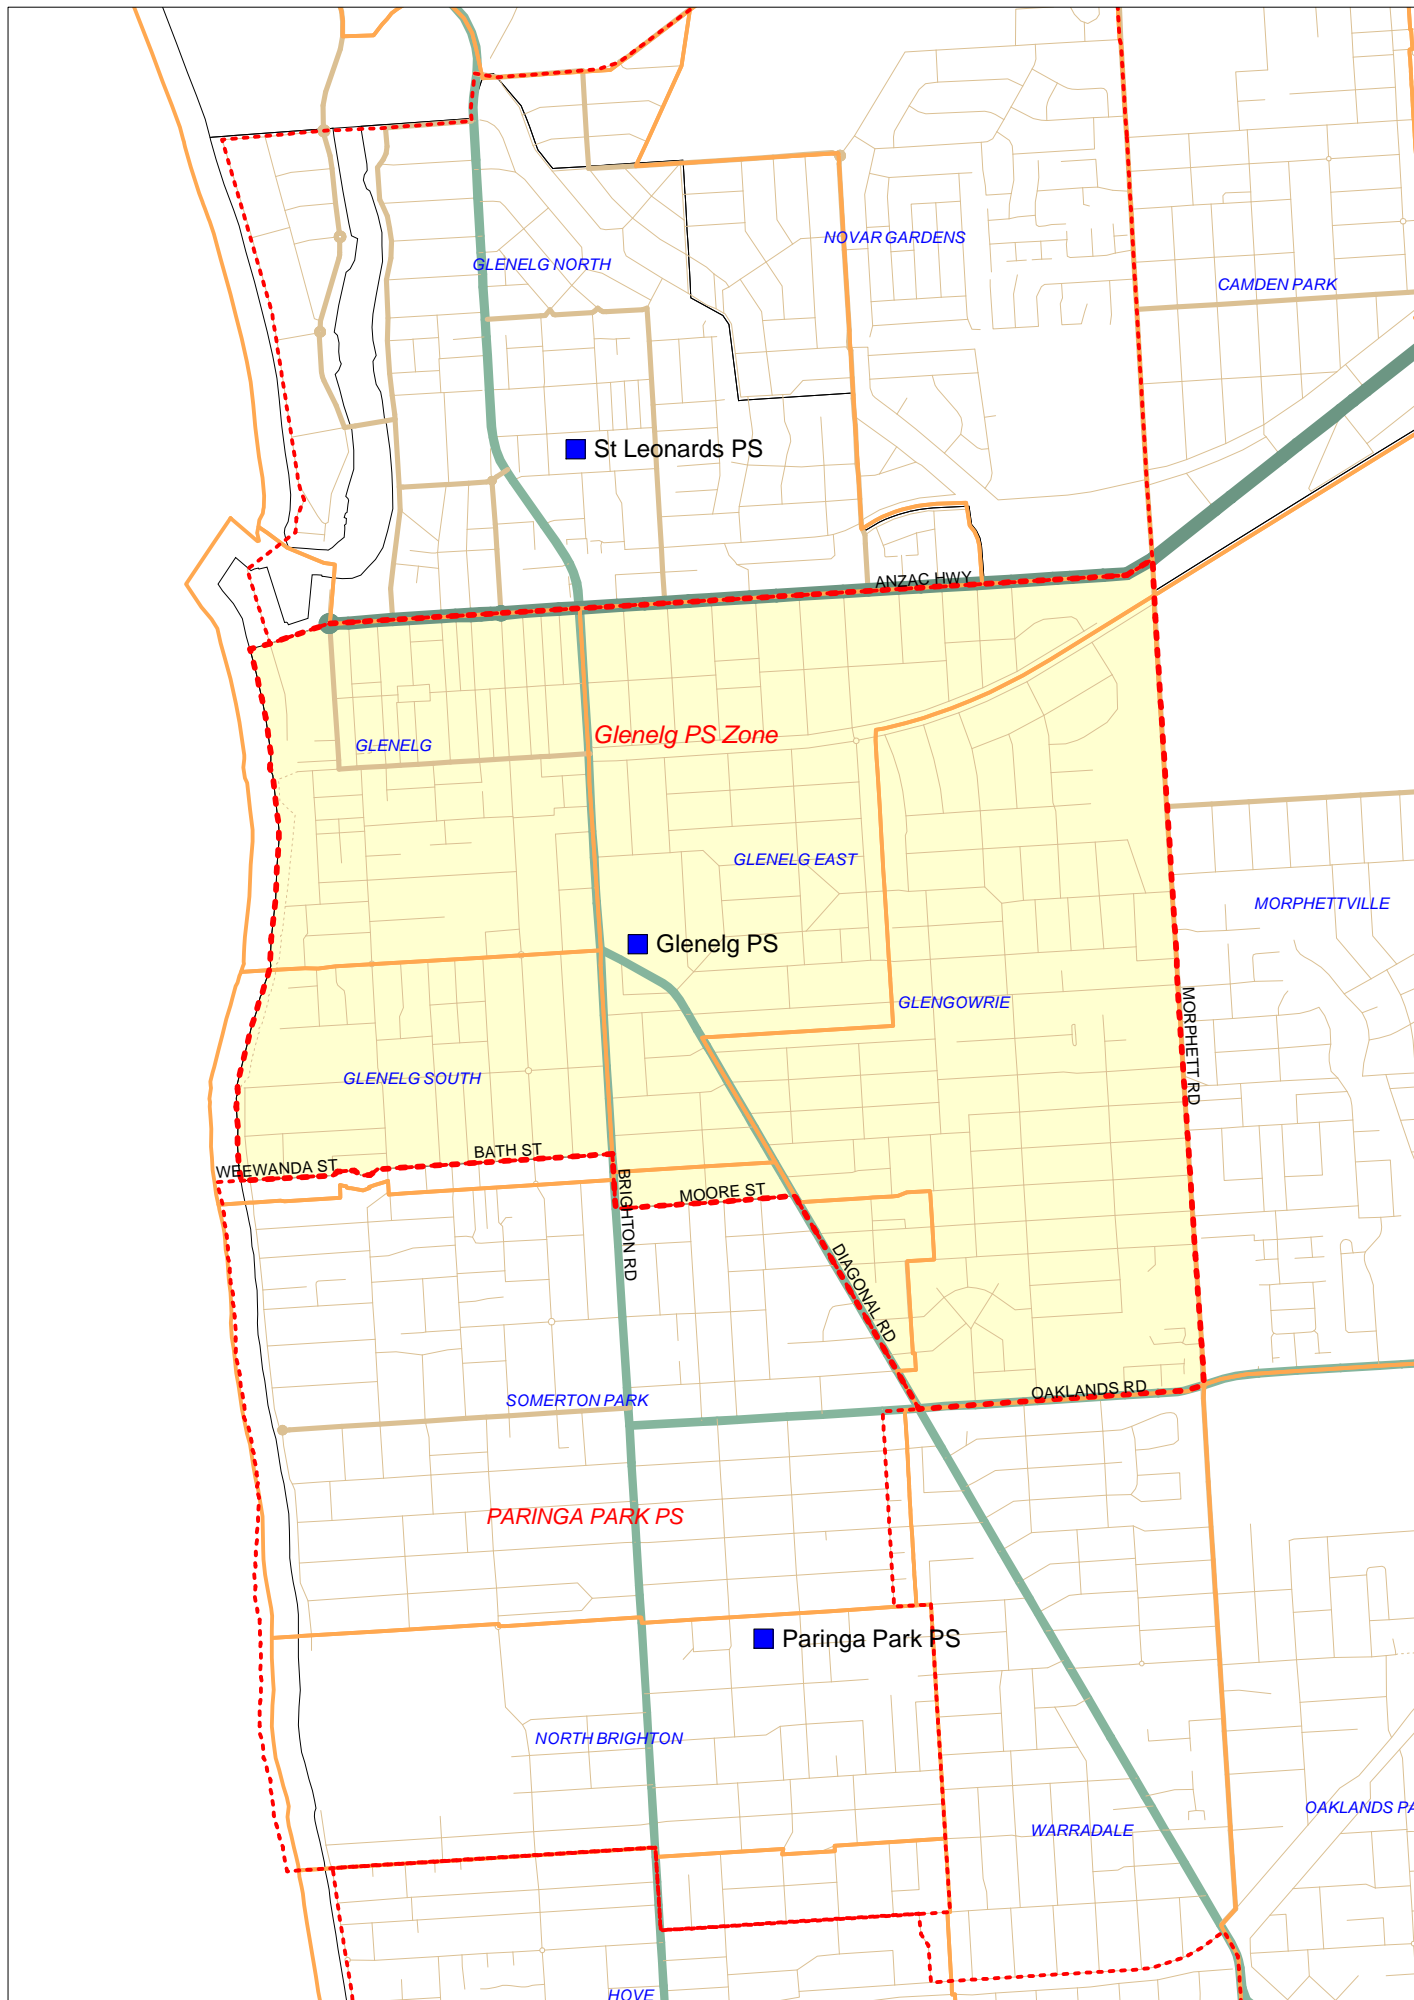 NOVAR GARDENS
GLENELG NORTH
CAMDEN PARK
St Leonards PS
ANZAC HWY
Glenelg PS Zone
GLENELG
GLENELG EAST
MORPHETTVILLE
Glenelg PS
GLENGOWRIE
MORPHETT RD
GLENELG SOUTH
BATH ST
WEEWANDA ST
MOORE ST
BRIGHTON RD
DIAGONAL RD
OAKLANDS RD
SOMERTON PARK
PARINGA PARK PS
Paringa Park PS
NORTH BRIGHTON
OAKLANDS PA
WARRADALE
HOVE